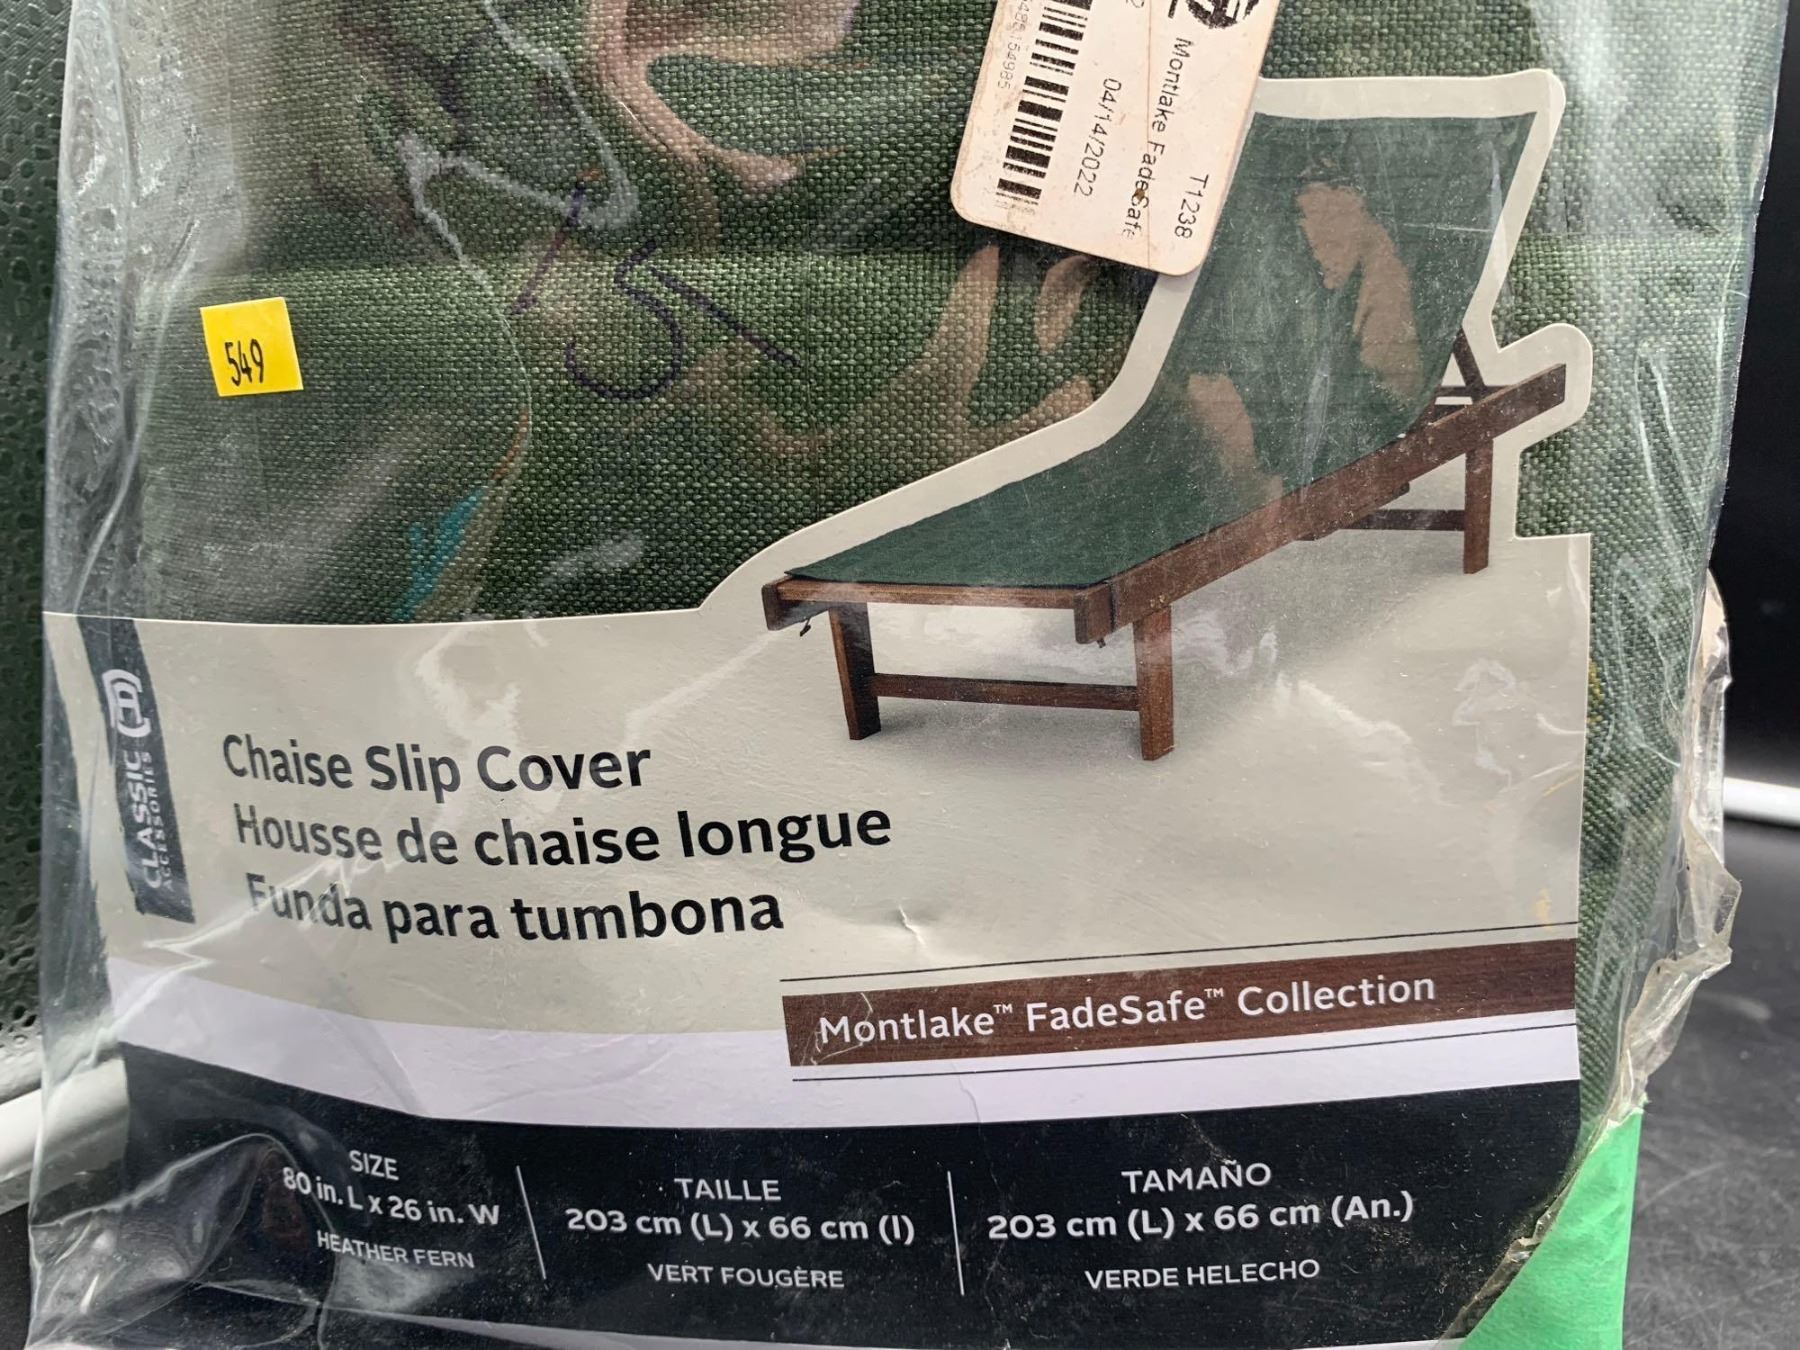 Montlake FadeSafe
T1238
04/14/2022
549
CLASSIC
ACCESSORIES
Chaise Slip Cover
Housse de chaise longue
Funda para tumbona
Montlake™ FadeSafe™ Collection
SIZE
80 in. L x 26 in. W
HEATHER FERN
TAILLE
203 cm (L) x 66 cm (l)
VERT FOUGÈRE
TAMAÑO
203 cm (L) x 66 cm (An.)
VERDE HELECHO